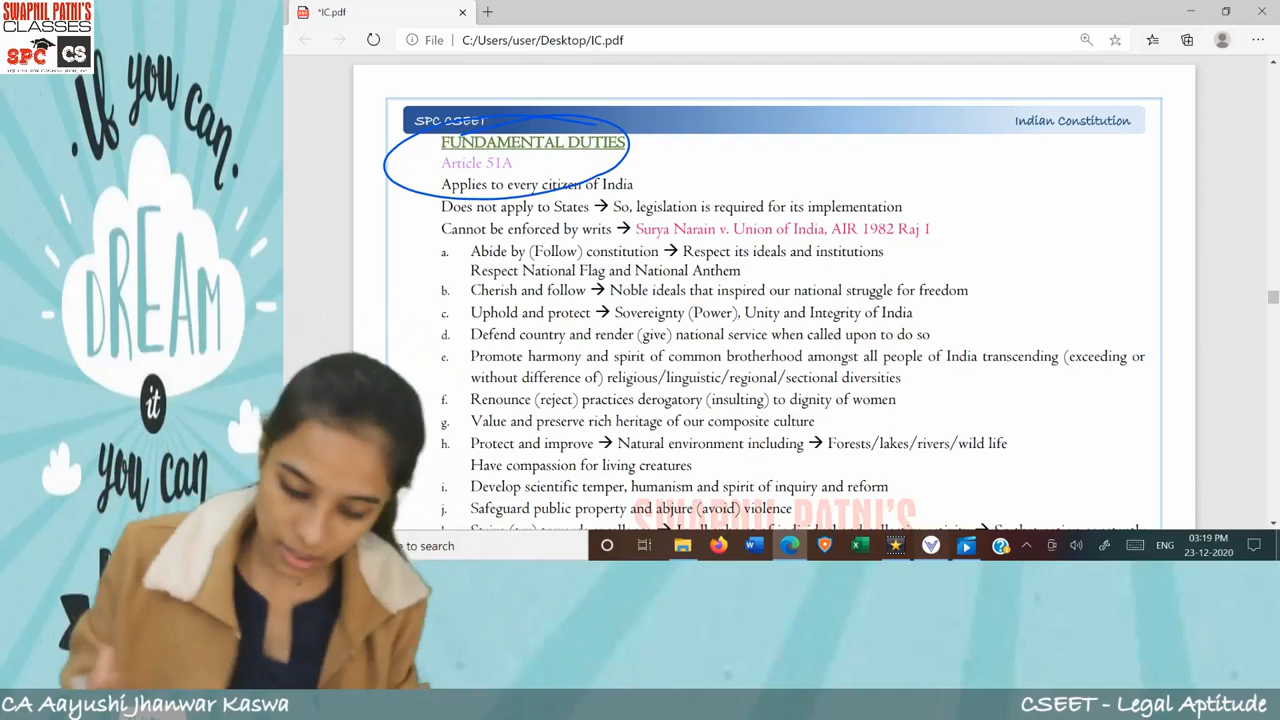 SWAPNIL PATNI'S
CLASSES
SPC CS
*IC.pdf
File C:/Users/user/Desktop/IC.pdf
If you can
DREAM
it
you can
SPC CSEET Indian Constitution
FUNDAMENTAL DUTIES
Article 51A
Applies to every citizen of India
Does not apply to States → So, legislation is required for its implementation
Cannot be enforced by writs → Surya Narain v. Union of India, AIR 1982 Raj 1
a. Abide by (Follow) constitution → Respect its ideals and institutions
Respect National Flag and National Anthem
b. Cherish and follow → Noble ideals that inspired our national struggle for freedom
c. Uphold and protect → Sovereignty (Power), Unity and Integrity of India
d. Defend country and render (give) national service when called upon to do so
e. Promote harmony and spirit of common brotherhood amongst all people of India transcending (exceeding or
without difference of) religious/linguistic/regional/sectional diversities
f. Renounce (reject) practices derogatory (insulting) to dignity of women
g. Value and preserve rich heritage of our composite culture
h. Protect and improve → Natural environment including → Forests/lakes/rivers/wild life
Have compassion for living creatures
i. Develop scientific temper, humanism and spirit of inquiry and reform
j. Safeguard public property and abjure (avoid) violence
SWAPNIL PATNI'S
e to search
ENG
03:19 PM
23-12-2020
CA Aayushi Jhanwar Kaswa
CSEET - Legal Aptitude